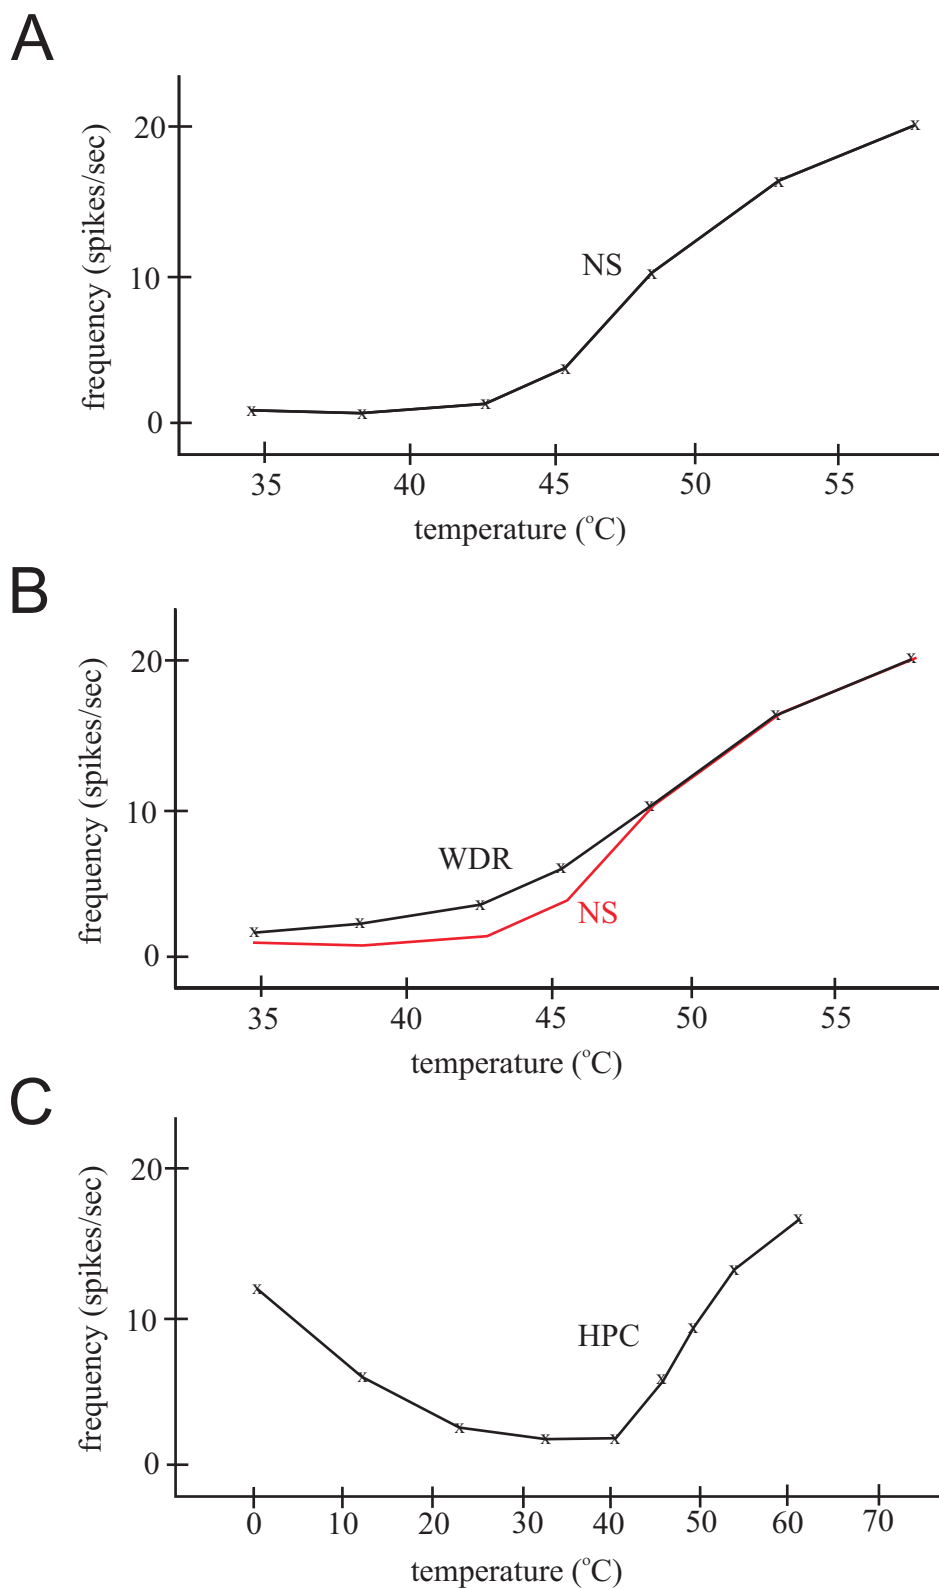 A
frequency (spikes/sec)
20
10
0
NS
35 40 45 50 55
temperature (°C)
B
frequency (spikes/sec)
20
10
0
WDR
NS
35 40 45 50 55
temperature (°C)
C
frequency (spikes/sec)
20
10
0
HPC
0 10 20 30 40 50 60 70
temperature (°C)